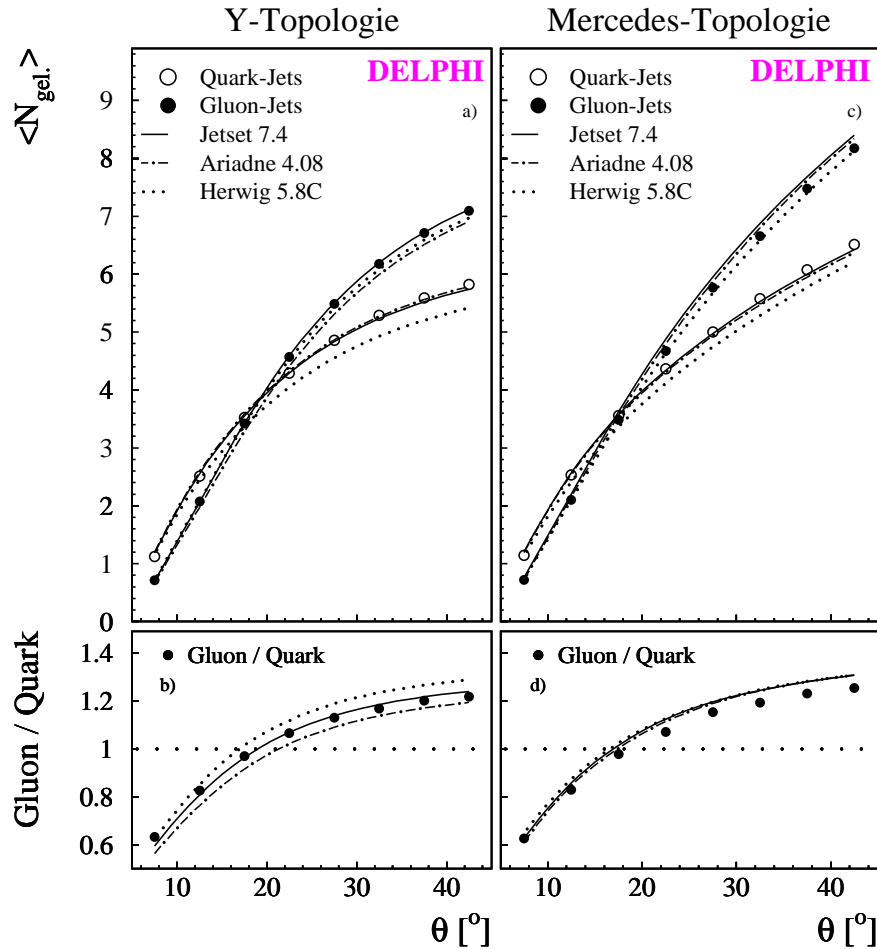 Y-Topologie
Mercedes-Topologie
<N_gel.>
9
8
7
6
5
4
3
2
1
0
Quark-Jets
Gluon-Jets
Jetset 7.4
Ariadne 4.08
Herwig 5.8C
DELPHI
a)
Quark-Jets
Gluon-Jets
Jetset 7.4
Ariadne 4.08
Herwig 5.8C
DELPHI
c)
Gluon / Quark
1.4
1.2
1
0.8
0.6
Gluon / Quark
b)
Gluon / Quark
d)
10 20 30 40
10 20 30 40
θ [°]
θ [°]